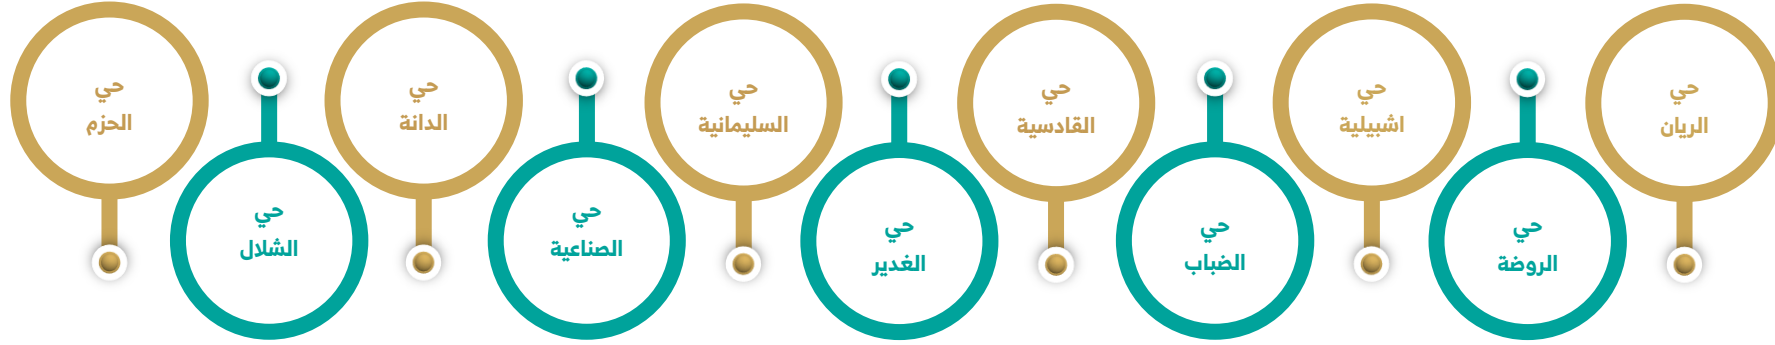 حي
الريان
حي
الروضة
حي
اشبيلية
حي
الضباب
حي
القادسية
حي
الغدير
حي
السليمانية
حي
الصناعية
حي
الدانة
حي
الشلال
حي
الحزم